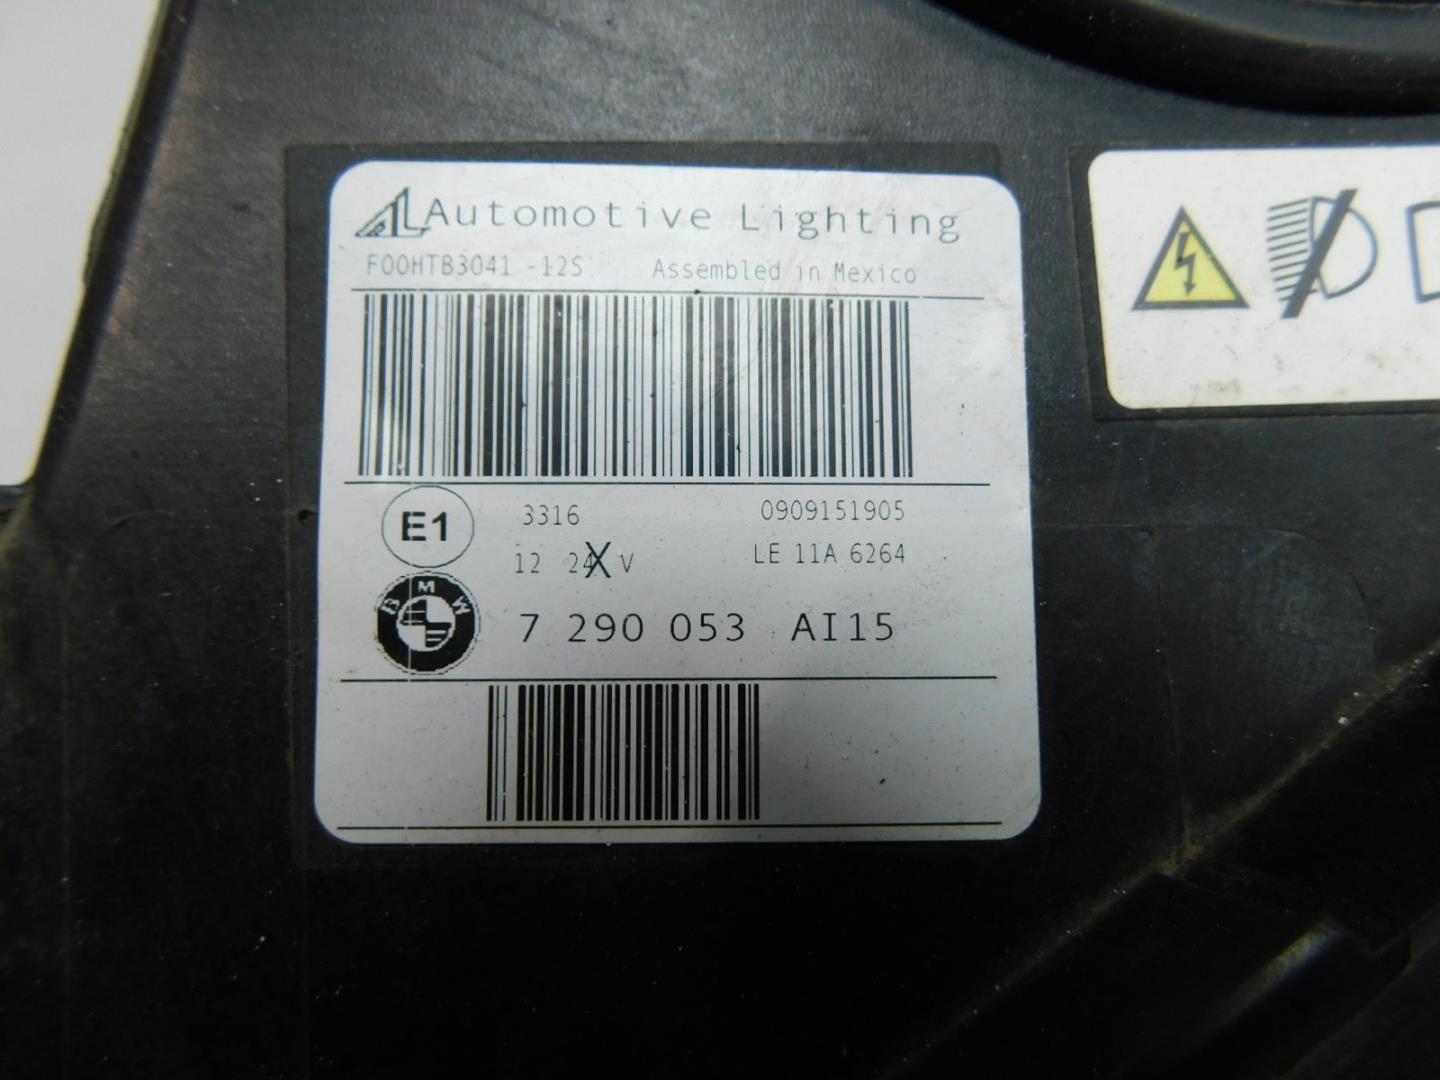 AL Automotive Lighting
F00HTB3041 -12S Assembled in Mexico
E1 3316 0909151905
12 24 V LE 11A 6264
BMW
7 290 053 AI15